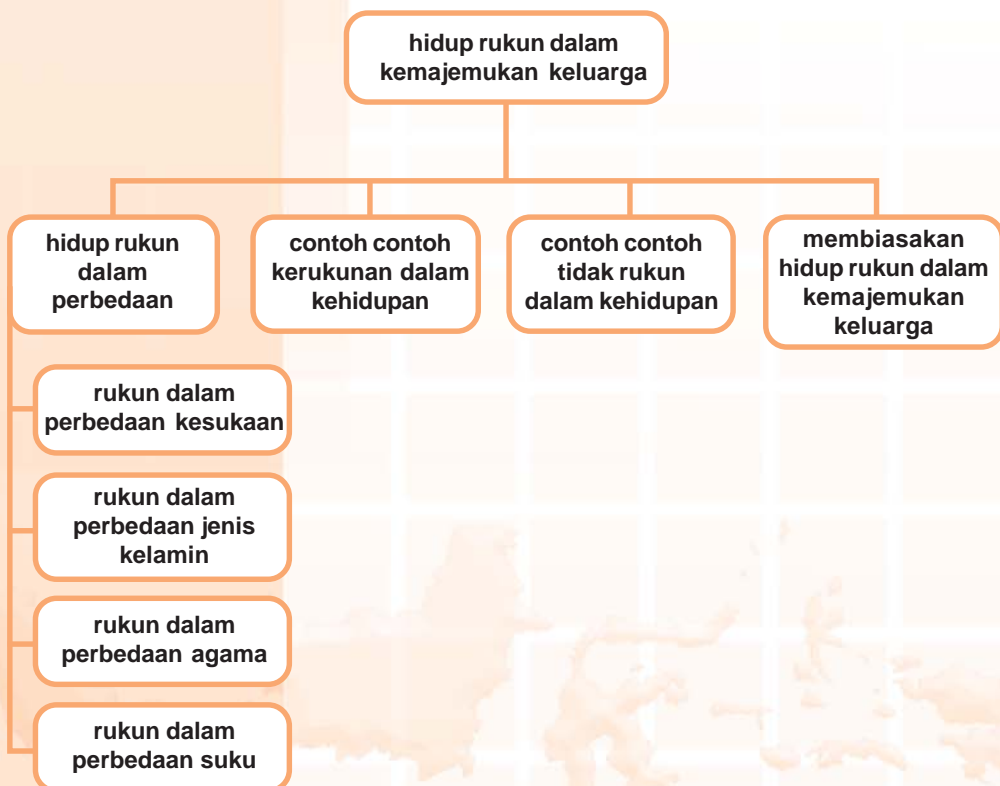 hidup rukun dalam
kemajemukan keluarga
hidup rukun
dalam
perbedaan
contoh contoh
kerukunan dalam
kehidupan
contoh contoh
tidak rukun
dalam kehidupan
membiasakan
hidup rukun dalam
kemajemukan
keluarga
rukun dalam
perbedaan kesukaan
rukun dalam
perbedaan jenis
kelamin
rukun dalam
perbedaan agama
rukun dalam
perbedaan suku